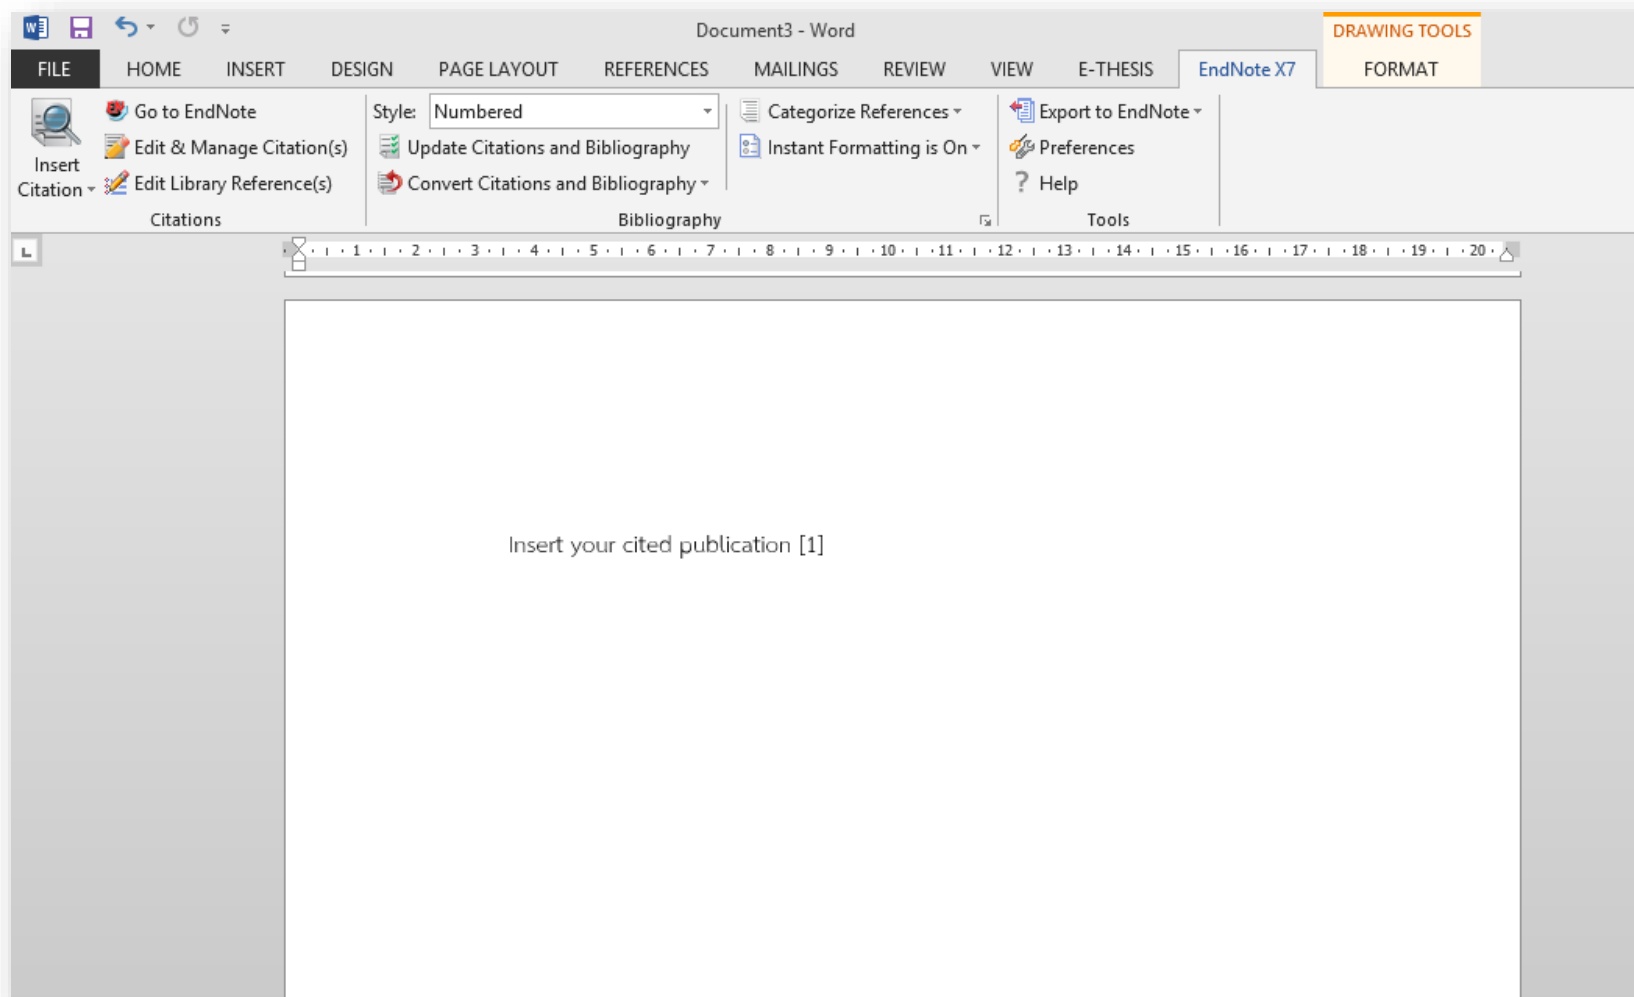 Document3 - Word
DRAWING TOOLS
FILE HOME INSERT DESIGN PAGE LAYOUT REFERENCES MAILINGS REVIEW VIEW E-THESIS EndNote X7 FORMAT
Insert
Citation
Go to EndNote
Edit & Manage Citation(s)
Edit Library Reference(s)
Citations
Style: Numbered
Update Citations and Bibliography
Convert Citations and Bibliography
Categorize References
Instant Formatting is On
Bibliography
Export to EndNote
Preferences
? Help
Tools
L
1 2 3 4 5 6 7 8 9 10 11 12 13 14 15 16 17 18 19 20
Insert your cited publication [1]